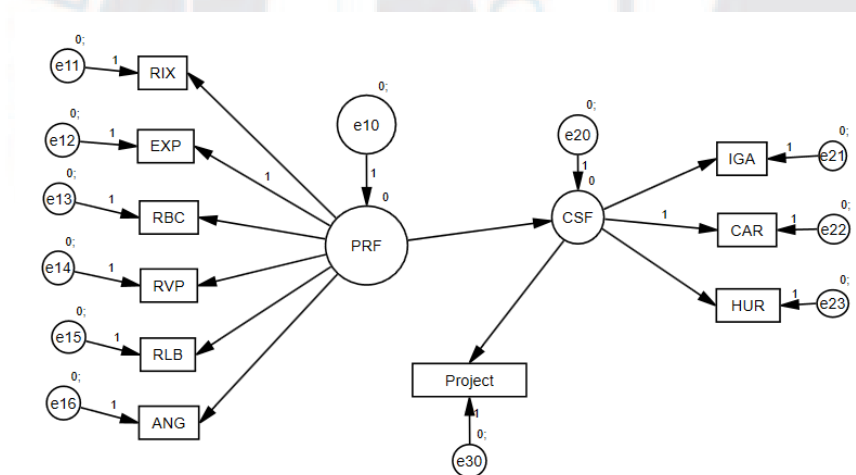 0;
e11
1
RIX
0;
e12
1
EXP
0;
e13
1
RBC
0;
e14
1
RVP
0;
e15
1
RLB
0;
e16
1
ANG
0;
e10
1
0
PRF
1
0;
e20
1
0
CSF
1
IGA
1
0;
e21
CAR
1
0;
e22
HUR
1
0;
e23
Project
1
0;
e30